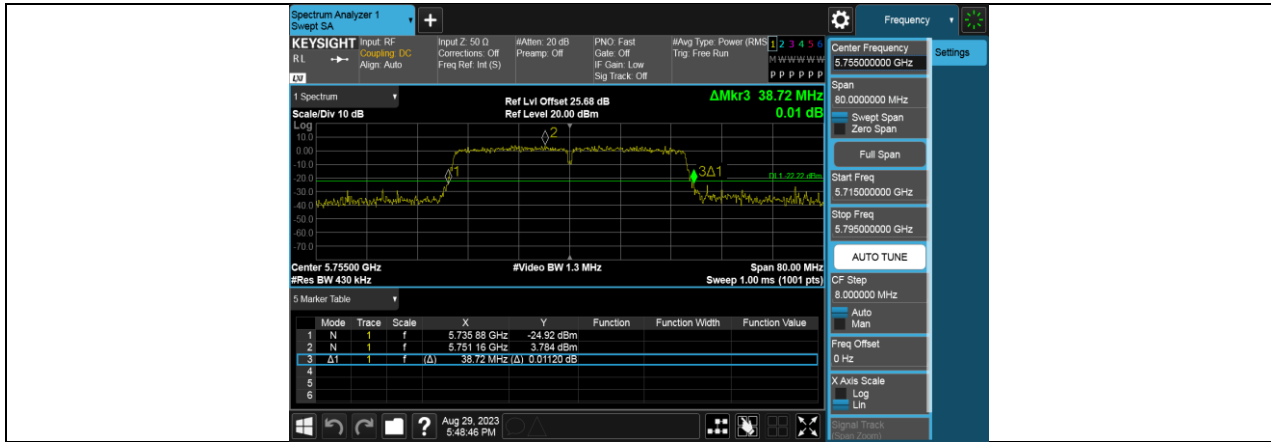 Spectrum Analyzer 1
Swept SA
+
Frequency
KEYSIGHT
Input: RF
Input Z: 50 Ω
#Atten: 20 dB
PNO: Fast
#Avg Type: Power (RMS
1 2 3 4 5 6
R L
Coupling: DC
Corrections: Off
Preamp: Off
Gate: Off
Trig: Free Run
M W W W W W
Align: Auto
Freq Ref: Int (S)
IF Gain: Low
Sig Track: Off
P P P P P P
LXI
1 Spectrum
Ref Lvl Offset 25.68 dB
ΔMkr3 38.72 MHz
Scale/Div 10 dB
Ref Level 20.00 dBm
0.01 dB
Log
10.0
0.00
-10.0
-20.0
-30.0
-40.0
-50.0
-60.0
-70.0
2
1
3Δ1
DL1 -22.22 dBm
Center 5.75500 GHz
#Video BW 1.3 MHz
Span 80.00 MHz
#Res BW 430 kHz
Sweep 1.00 ms (1001 pts)
5 Marker Table
Mode Trace Scale X Y Function Function Width Function Value
1 N 1 f 5.735 88 GHz -24.92 dBm
2 N 1 f 5.751 16 GHz 3.784 dBm
3 Δ1 1 f (Δ) 38.72 MHz (Δ) 0.01120 dB
4
5
6
?
Aug 29, 2023
5:48:46 PM
Center Frequency
5.755000000 GHz
Settings
Span
80.0000000 MHz
Swept Span
Zero Span
Full Span
Start Freq
5.715000000 GHz
Stop Freq
5.795000000 GHz
AUTO TUNE
CF Step
8.000000 MHz
Auto
Man
Freq Offset
0 Hz
X Axis Scale
Log
Lin
Signal Track
(Span Zoom)